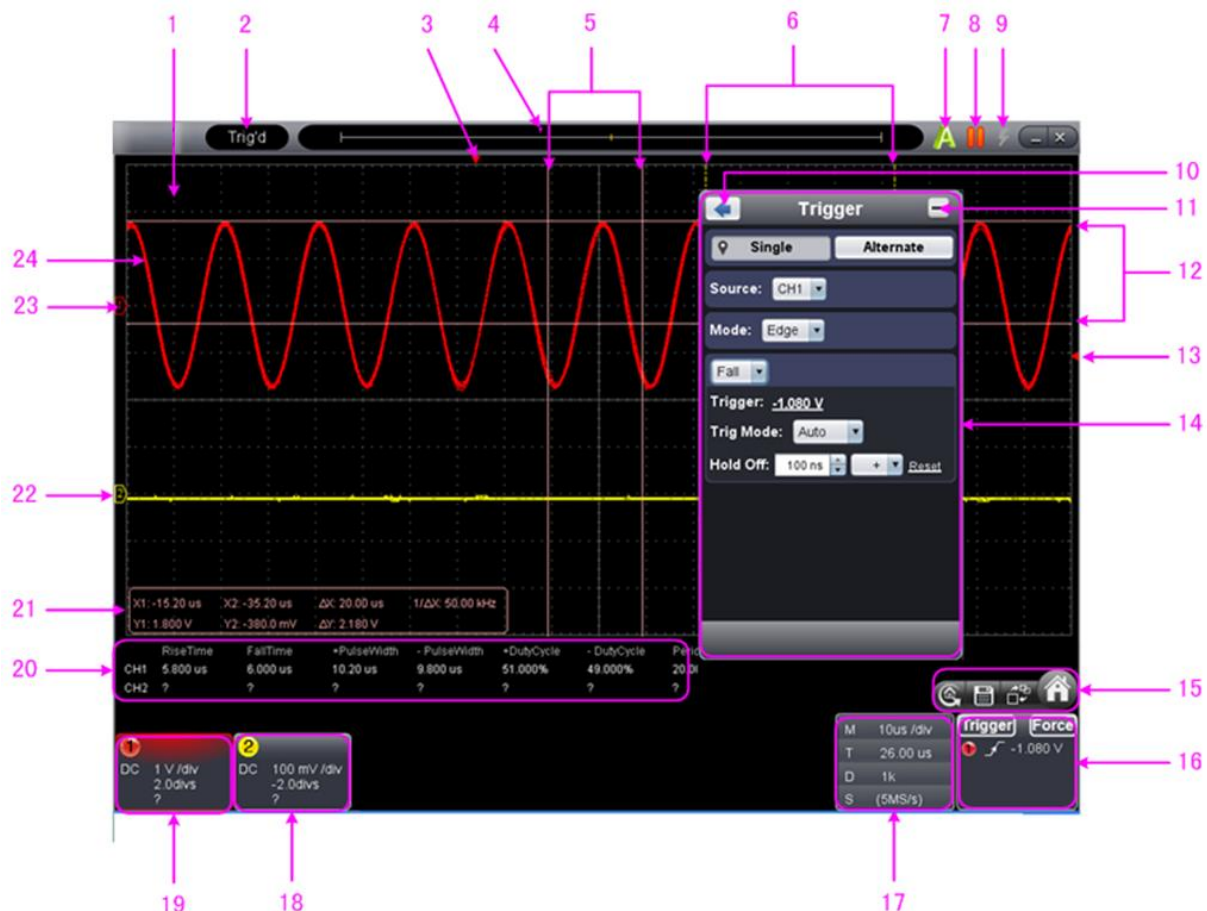 1 2 3 4 5 6 7 8 9
Trig'd
10
Trigger
11
Single Alternate
24
12
Source: CH1
23
Mode: Edge
13
Fall
Trigger: -1.080 V
14
Trig Mode: Auto
Hold Off: 100 ns + Reset
22
2
21
X1: -15.20 us X2: -35.20 us ΔX: 20.00 us 1/ΔX: 50.00 kHz
Y1: 1.800 V Y2: -380.0 mV ΔY: 2.180 V
20
RiseTime FallTime +PulseWidth - PulseWidth +DutyCycle - DutyCycle
CH1 5.800 us 6.000 us 10.20 us 9.800 us 51.000% 49.000%
CH2 ? ? ? ? ? ? ?
15
1
DC 1 V /div
2.0divs
?
2
DC 100 mV /div
-2.0divs
?
M 10us /div
T 26.00 us
D 1k
S (5MS/s)
Trigger Force
1 -1.080 V
16
19 18 17